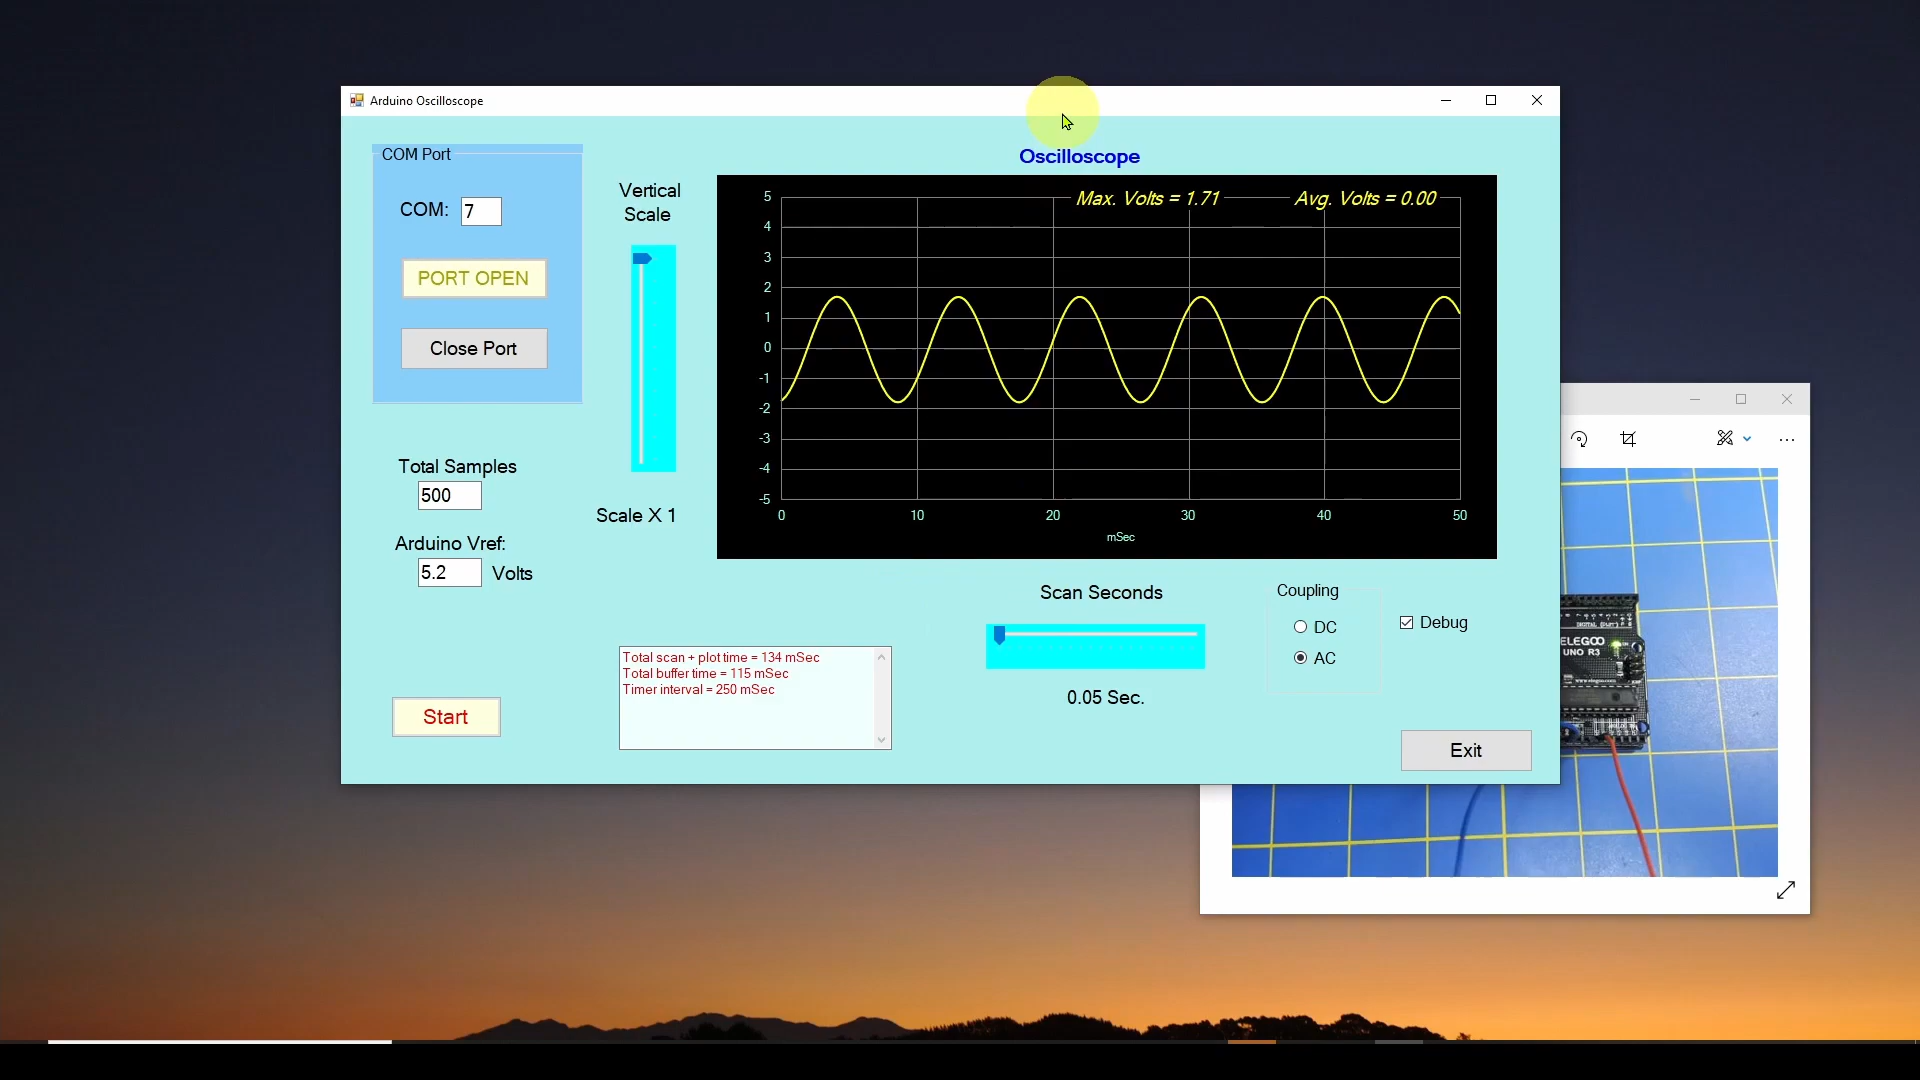 Arduino Oscilloscope
COM Port
COM: 7
PORT OPEN
Close Port
Total Samples
500
Arduino Vref:
5.2 Volts
Start
Vertical
Scale
Scale X 1
Oscilloscope
Max. Volts = 1.71 Avg. Volts = 0.00
5
4
3
2
1
0
-1
-2
-3
-4
-5
0 10 20 30 40 50
mSec
Total scan + plot time = 134 mSec
Total buffer time = 115 mSec
Timer interval = 250 mSec
Scan Seconds
0.05 Sec.
Coupling
DC
AC
Debug
Exit
ELEGOO
UNO R3